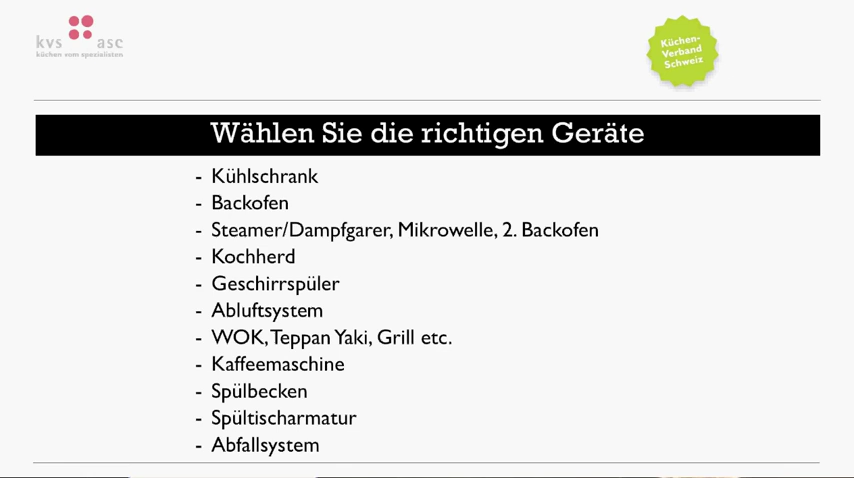 kvs asc
küchen vom spezialisten
Küchen-
Verband
Schweiz
Wählen Sie die richtigen Geräte
- Kühlschrank
- Backofen
- Steamer/Dampfgarer, Mikrowelle, 2. Backofen
- Kochherd
- Geschirrspüler
- Abluftsystem
- WOK, Teppan Yaki, Grill etc.
- Kaffeemaschine
- Spülbecken
- Spültischarmatur
- Abfallsystem